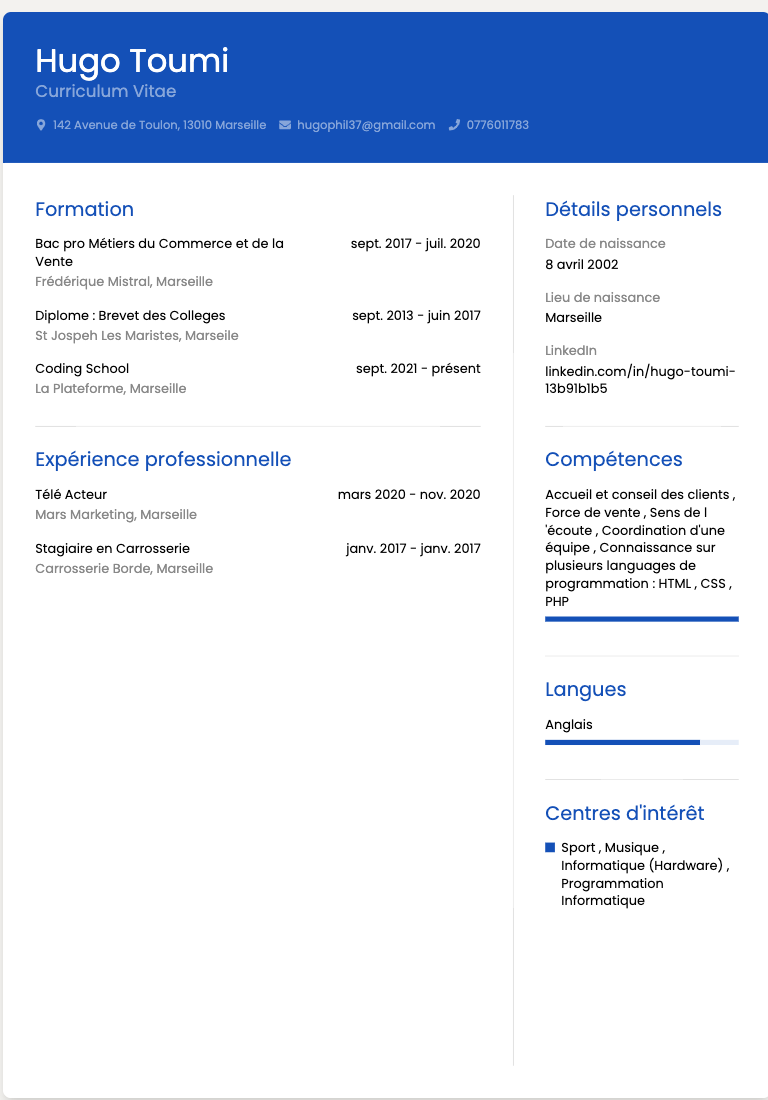 Hugo Toumi
Curriculum Vitae
142 Avenue de Toulon, 13010 Marseille hugophil37@gmail.com 0776011783
Formation
Bac pro Métiers du Commerce et de la
Vente
sept. 2017 - juil. 2020
Frédérique Mistral, Marseille
Diplome : Brevet des Colleges
sept. 2013 - juin 2017
St Jospeh Les Maristes, Marseile
Coding School
sept. 2021 - présent
La Plateforme, Marseille
Expérience professionnelle
Télé Acteur
mars 2020 - nov. 2020
Mars Marketing, Marseille
Stagiaire en Carrosserie
janv. 2017 - janv. 2017
Carrosserie Borde, Marseille
Détails personnels
Date de naissance
8 avril 2002
Lieu de naissance
Marseille
LinkedIn
linkedin.com/in/hugo-toumi-
13b91b1b5
Compétences
Accueil et conseil des clients ,
Force de vente , Sens de l
'écoute , Coordination d'une
équipe , Connaissance sur
plusieurs languages de
programmation : HTML , CSS ,
PHP
Langues
Anglais
Centres d'intérêt
Sport , Musique ,
Informatique (Hardware) ,
Programmation
Informatique